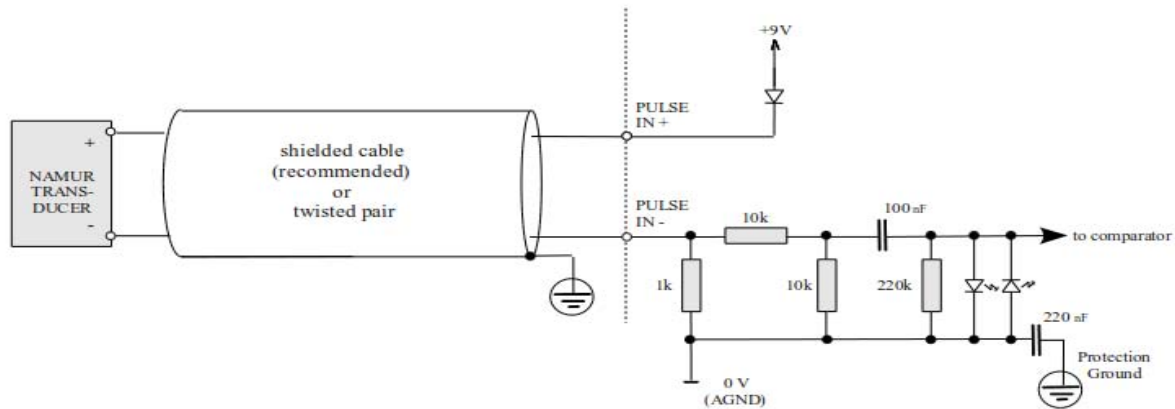 +9V
PULSE
IN +
+
NAMUR
TRANS-
DUCER
-
shielded cable
(recommended)
or
twisted pair
PULSE
IN -
10k
100 nF
to comparator
1k
10k
220k
220 nF
0 V
(AGND)
Protection
Ground